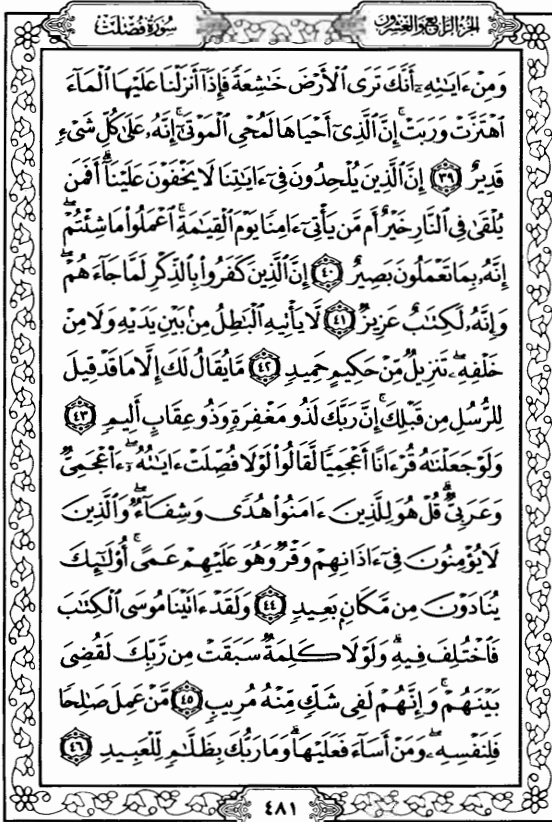 الجزء الرابع والعشرون
سورة فصلت
وَمِنْ ءَايَـٰتِهِۦٓ أَنَّكَ تَرَى ٱلْأَرْضَ خَـٰشِعَةً فَإِذَآ أَنزَلْنَا عَلَيْهَا ٱلْمَآءَ
ٱهْتَزَّتْ وَرَبَتْ ۚ إِنَّ ٱلَّذِىٓ أَحْيَاهَا لَمُحْىِ ٱلْمَوْتَىٰٓ ۚ إِنَّهُۥ عَلَىٰ كُلِّ شَىْءٍ
قَدِيرٌ ﴿٣٩﴾ إِنَّ ٱلَّذِينَ يُلْحِدُونَ فِىٓ ءَايَـٰتِنَا لَا يَخْفَوْنَ عَلَيْنَآ ۗ أَفَمَن
يُلْقَىٰ فِى ٱلنَّارِ خَيْرٌ أَم مَّن يَأْتِىٓ ءَامِنًا يَوْمَ ٱلْقِيَـٰمَةِ ۚ ٱعْمَلُوا۟ مَا شِئْتُمْ ۖ
إِنَّهُۥ بِمَا تَعْمَلُونَ بَصِيرٌ ﴿٤٠﴾ إِنَّ ٱلَّذِينَ كَفَرُوا۟ بِٱلذِّكْرِ لَمَّا جَآءَهُمْ ۖ
وَإِنَّهُۥ لَكِتَـٰبٌ عَزِيزٌ ﴿٤١﴾ لَّا يَأْتِيهِ ٱلْبَـٰطِلُ مِنۢ بَيْنِ يَدَيْهِ وَلَا مِنْ
خَلْفِهِۦ ۖ تَنزِيلٌ مِّنْ حَكِيمٍ حَمِيدٍ ﴿٤٢﴾ مَّا يُقَالُ لَكَ إِلَّا مَا قَدْ قِيلَ
لِلرُّسُلِ مِن قَبْلِكَ ۚ إِنَّ رَبَّكَ لَذُو مَغْفِرَةٍ وَذُو عِقَابٍ أَلِيمٍ ﴿٤٣﴾
وَلَوْ جَعَلْنَـٰهُ قُرْءَانًا أَعْجَمِيًّا لَّقَالُوا۟ لَوْلَا فُصِّلَتْ ءَايَـٰتُهُۥٓ ۖ ءَا۬عْجَمِىٌّ
وَعَرَبِىٌّ ۗ قُلْ هُوَ لِلَّذِينَ ءَامَنُوا۟ هُدًى وَشِفَآءٌ ۖ وَٱلَّذِينَ
لَا يُؤْمِنُونَ فِىٓ ءَاذَانِهِمْ وَقْرٌ وَهُوَ عَلَيْهِمْ عَمًى ۚ أُو۟لَـٰٓئِكَ
يُنَادَوْنَ مِن مَّكَانٍۭ بَعِيدٍ ﴿٤٤﴾ وَلَقَدْ ءَاتَيْنَا مُوسَى ٱلْكِتَـٰبَ
فَٱخْتُلِفَ فِيهِ ۗ وَلَوْلَا كَلِمَةٌ سَبَقَتْ مِن رَّبِّكَ لَقُضِىَ
بَيْنَهُمْ ۚ وَإِنَّهُمْ لَفِى شَكٍّ مِّنْهُ مُرِيبٍ ﴿٤٥﴾ مَّنْ عَمِلَ صَـٰلِحًا
فَلِنَفْسِهِۦ ۖ وَمَنْ أَسَآءَ فَعَلَيْهَا ۗ وَمَا رَبُّكَ بِظَلَّـٰمٍ لِّلْعَبِيدِ ﴿٤٦﴾
٤٨١